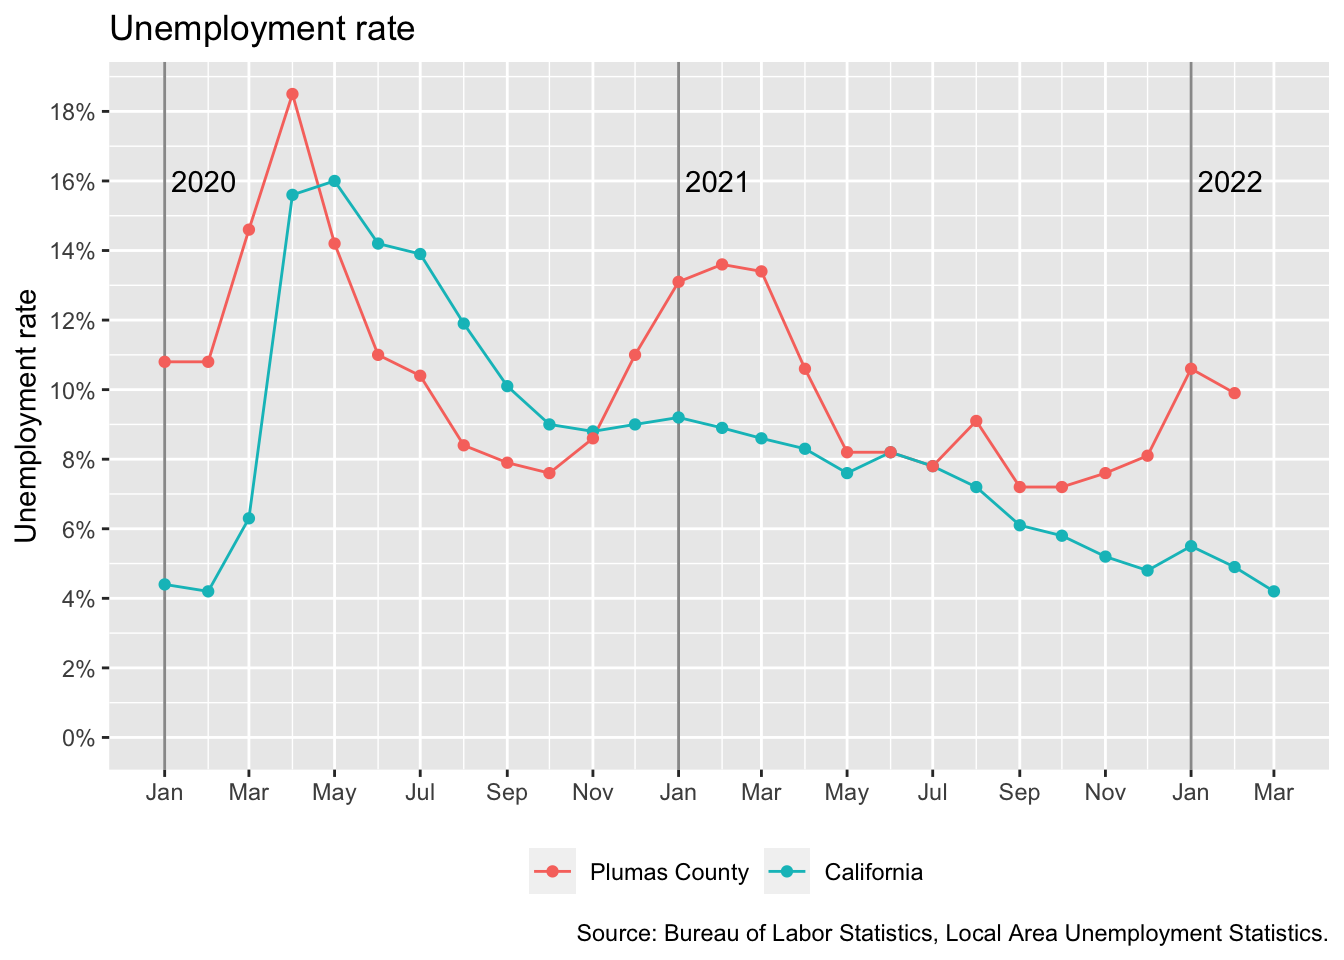 Unemployment rate
18%
16%
14%
12%
10%
8%
6%
4%
2%
0%
Unemployment rate
2020
2021
2022
Jan Mar May Jul Sep Nov Jan Mar May Jul Sep Nov Jan Mar
Plumas County California
Source: Bureau of Labor Statistics, Local Area Unemployment Statistics.